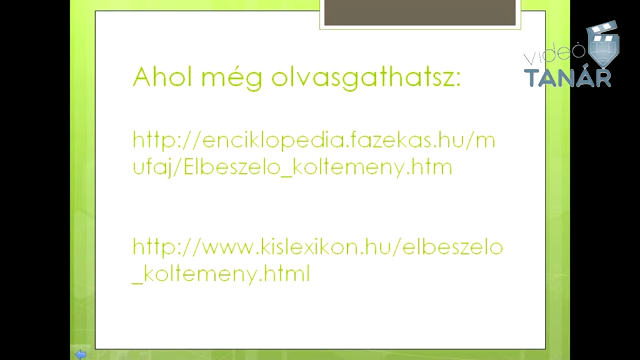 Ahol még olvasgathatsz:
videó
TANÁR
http://enciklopedia.fazekas.hu/m
ufaj/Elbeszelo_koltemeny.htm
http://www.kislexikon.hu/elbeszelo
_koltemeny.html